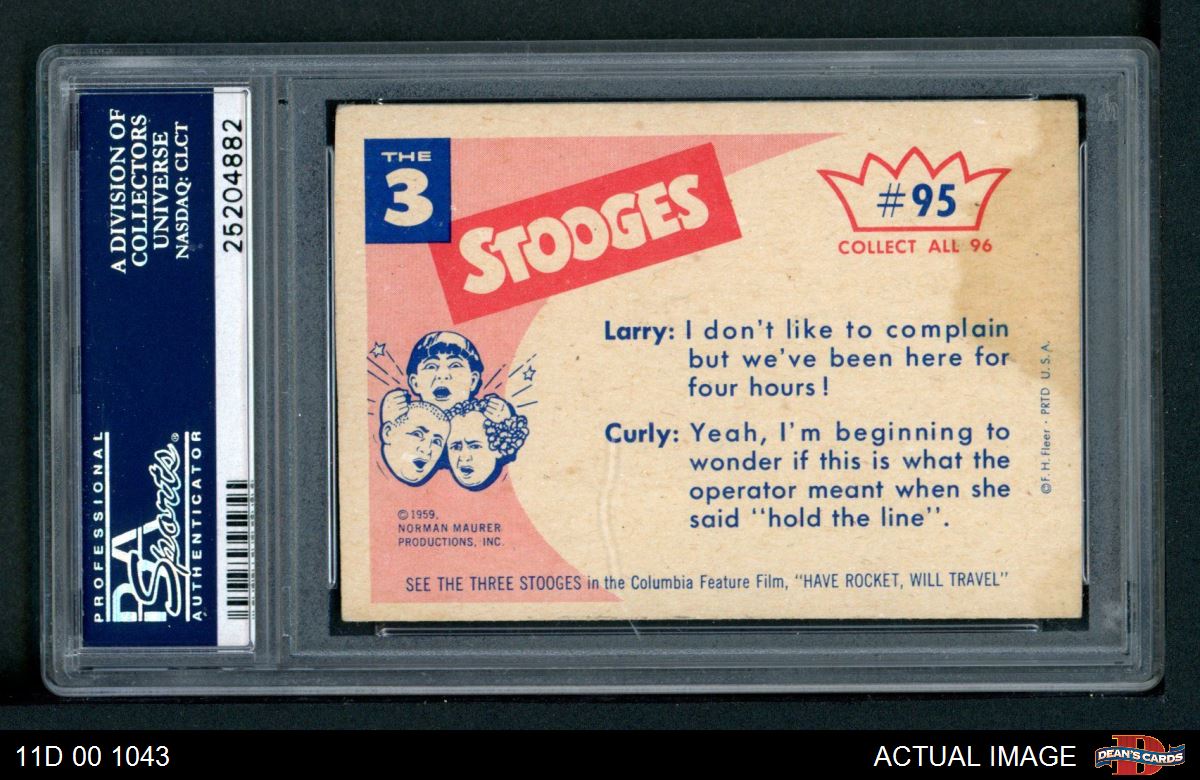 A DIVISION OF
COLLECTORS
UNIVERSE
NASDAQ: CLCT
25204882
PROFESSIONAL
PSA
Sports®
AUTHENTICATOR
THE
3
STOOGES
#95
COLLECT ALL 96
Larry: I don't like to complain
but we've been here for
four hours!
Curly: Yeah, I'm beginning to
wonder if this is what the
operator meant when she
said "hold the line".
©F. H. Fleer · PRTD U.S.A.
©1959,
NORMAN MAURER
PRODUCTIONS, INC.
SEE THE THREE STOOGES in the Columbia Feature Film, "HAVE ROCKET, WILL TRAVEL"
11D 00 1043
ACTUAL IMAGE
DEAN'S CARDS